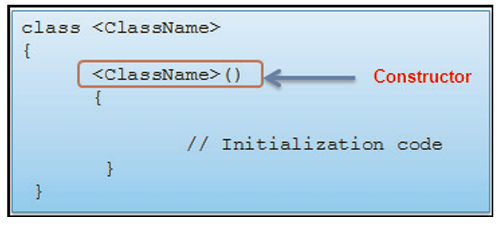 class <ClassName>
{
<ClassName>() Constructor
{
// Initialization code
}
}